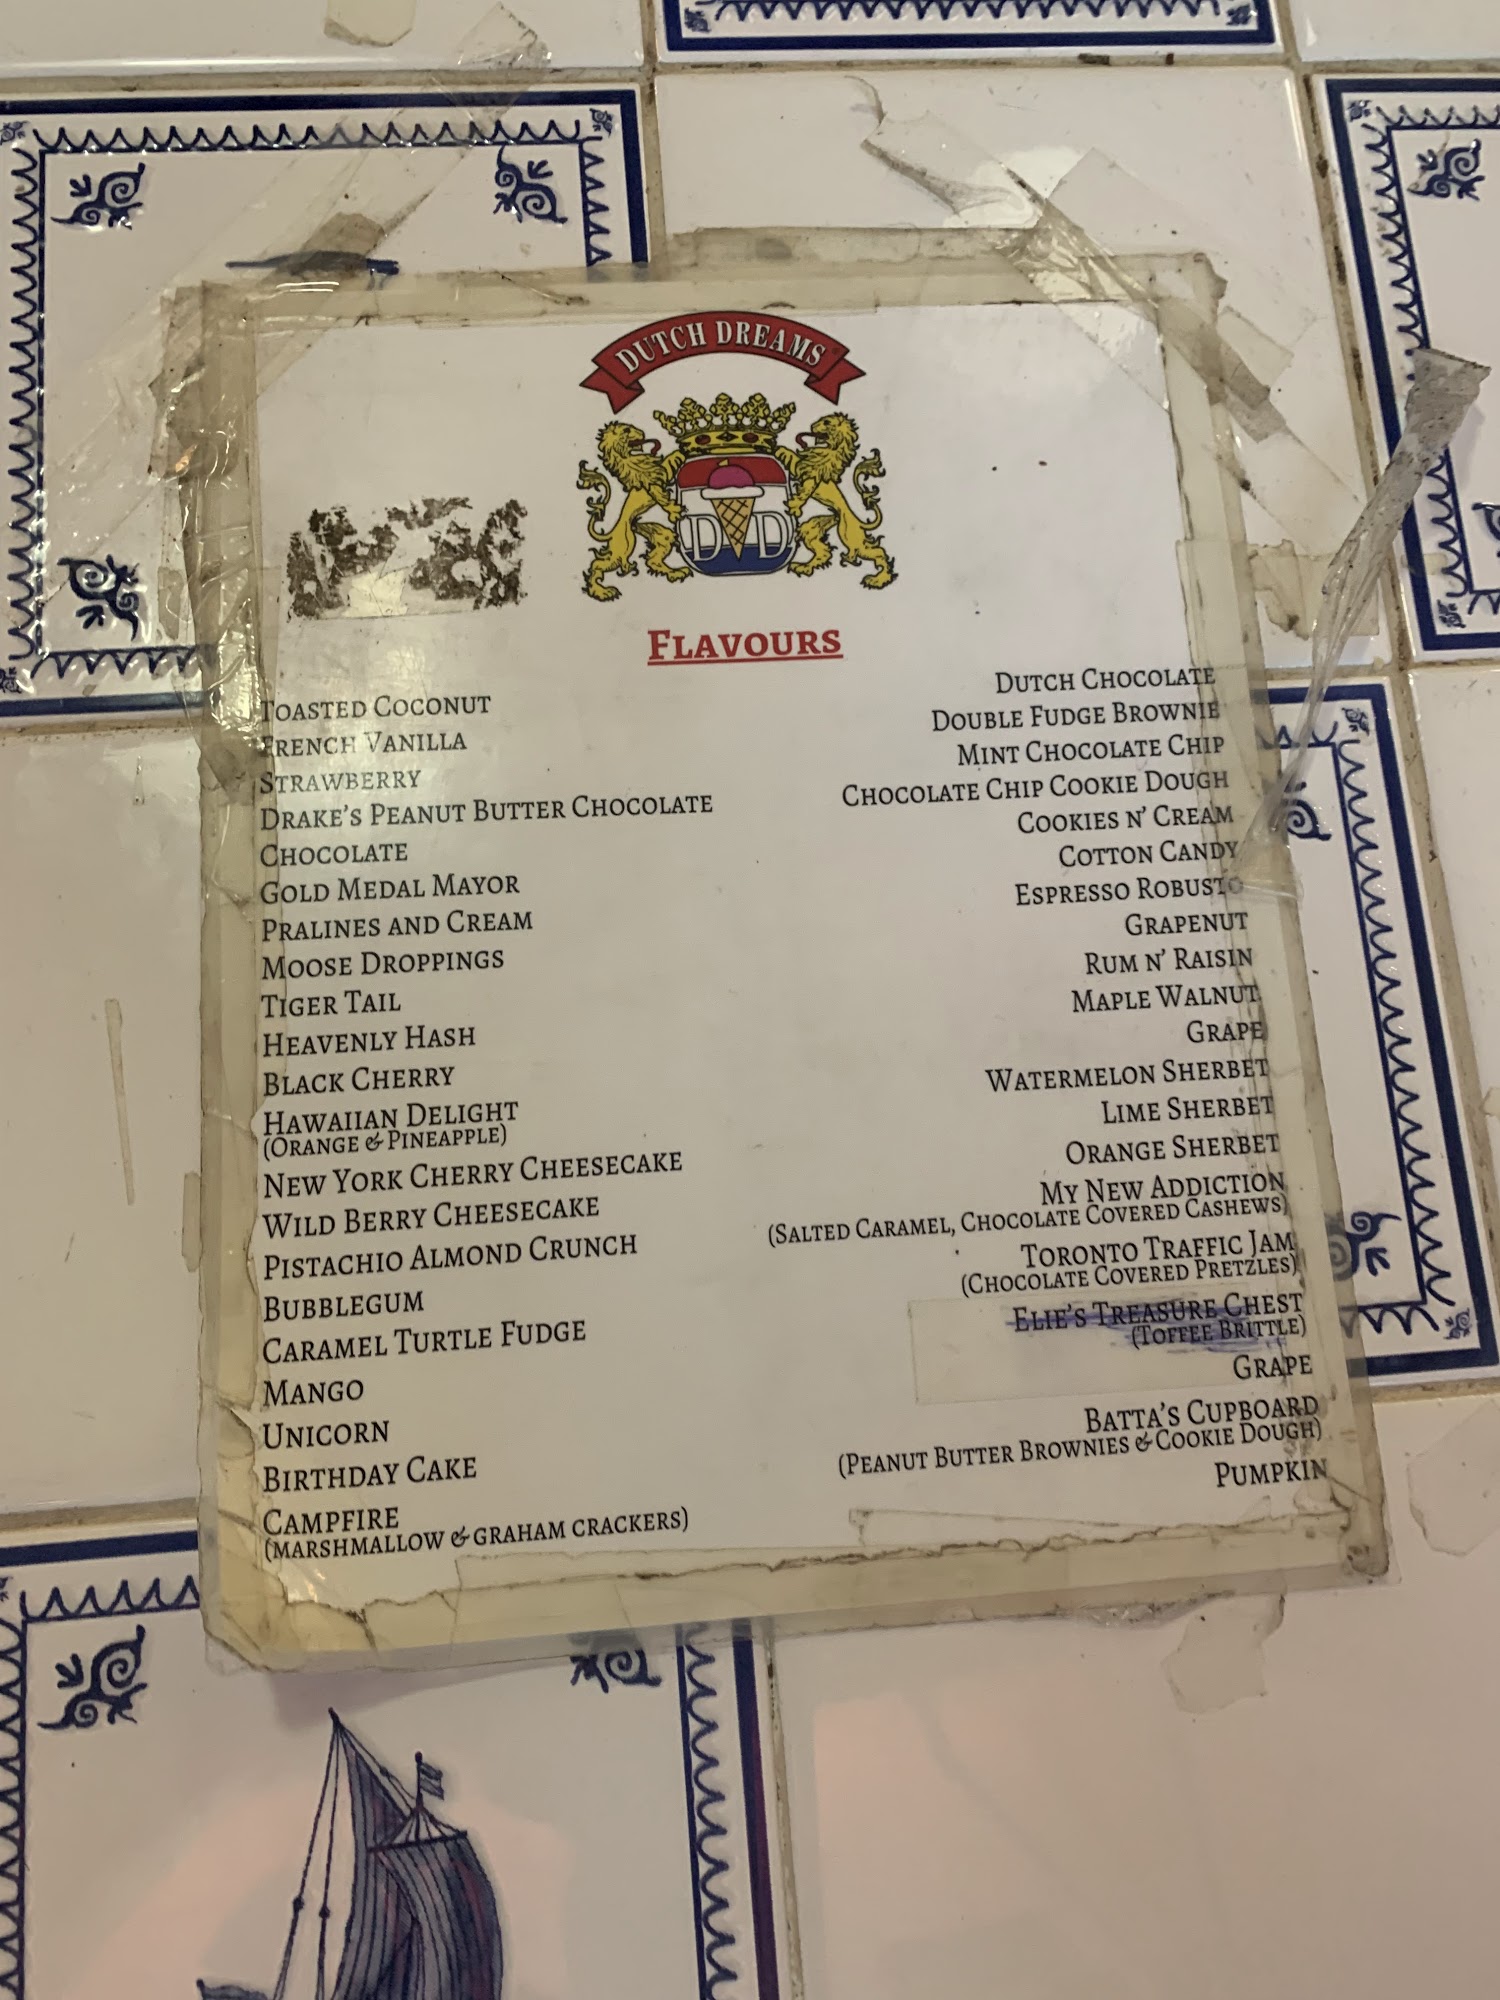 DUTCH DREAMS
DD
FLAVOURS
TOASTED COCONUT
FRENCH VANILLA
STRAWBERRY
DRAKE'S PEANUT BUTTER CHOCOLATE
CHOCOLATE
GOLD MEDAL MAYOR
PRALINES AND CREAM
MOOSE DROPPINGS
TIGER TAIL
HEAVENLY HASH
BLACK CHERRY
HAWAIIAN DELIGHT
(ORANGE & PINEAPPLE)
NEW YORK CHERRY CHEESECAKE
WILD BERRY CHEESECAKE
PISTACHIO ALMOND CRUNCH
BUBBLEGUM
CARAMEL TURTLE FUDGE
MANGO
UNICORN
BIRTHDAY CAKE
CAMPFIRE
(MARSHMALLOW & GRAHAM CRACKERS)
DUTCH CHOCOLATE
DOUBLE FUDGE BROWNIE
MINT CHOCOLATE CHIP
CHOCOLATE CHIP COOKIE DOUGH
COOKIES N' CREAM
COTTON CANDY
ESPRESSO ROBUSTO
GRAPENUT
RUM N' RAISIN
MAPLE WALNUT
GRAPE
WATERMELON SHERBET
LIME SHERBET
ORANGE SHERBET
MY NEW ADDICTION
(SALTED CARAMEL, CHOCOLATE COVERED CASHEWS)
TORONTO TRAFFIC JAM
(CHOCOLATE COVERED PRETZLES)
ELIE'S TREASURE CHEST
(TOFFEE BRITTLE)
GRAPE
BATTA'S CUPBOARD
(PEANUT BUTTER BROWNIES & COOKIE DOUGH)
PUMPKIN